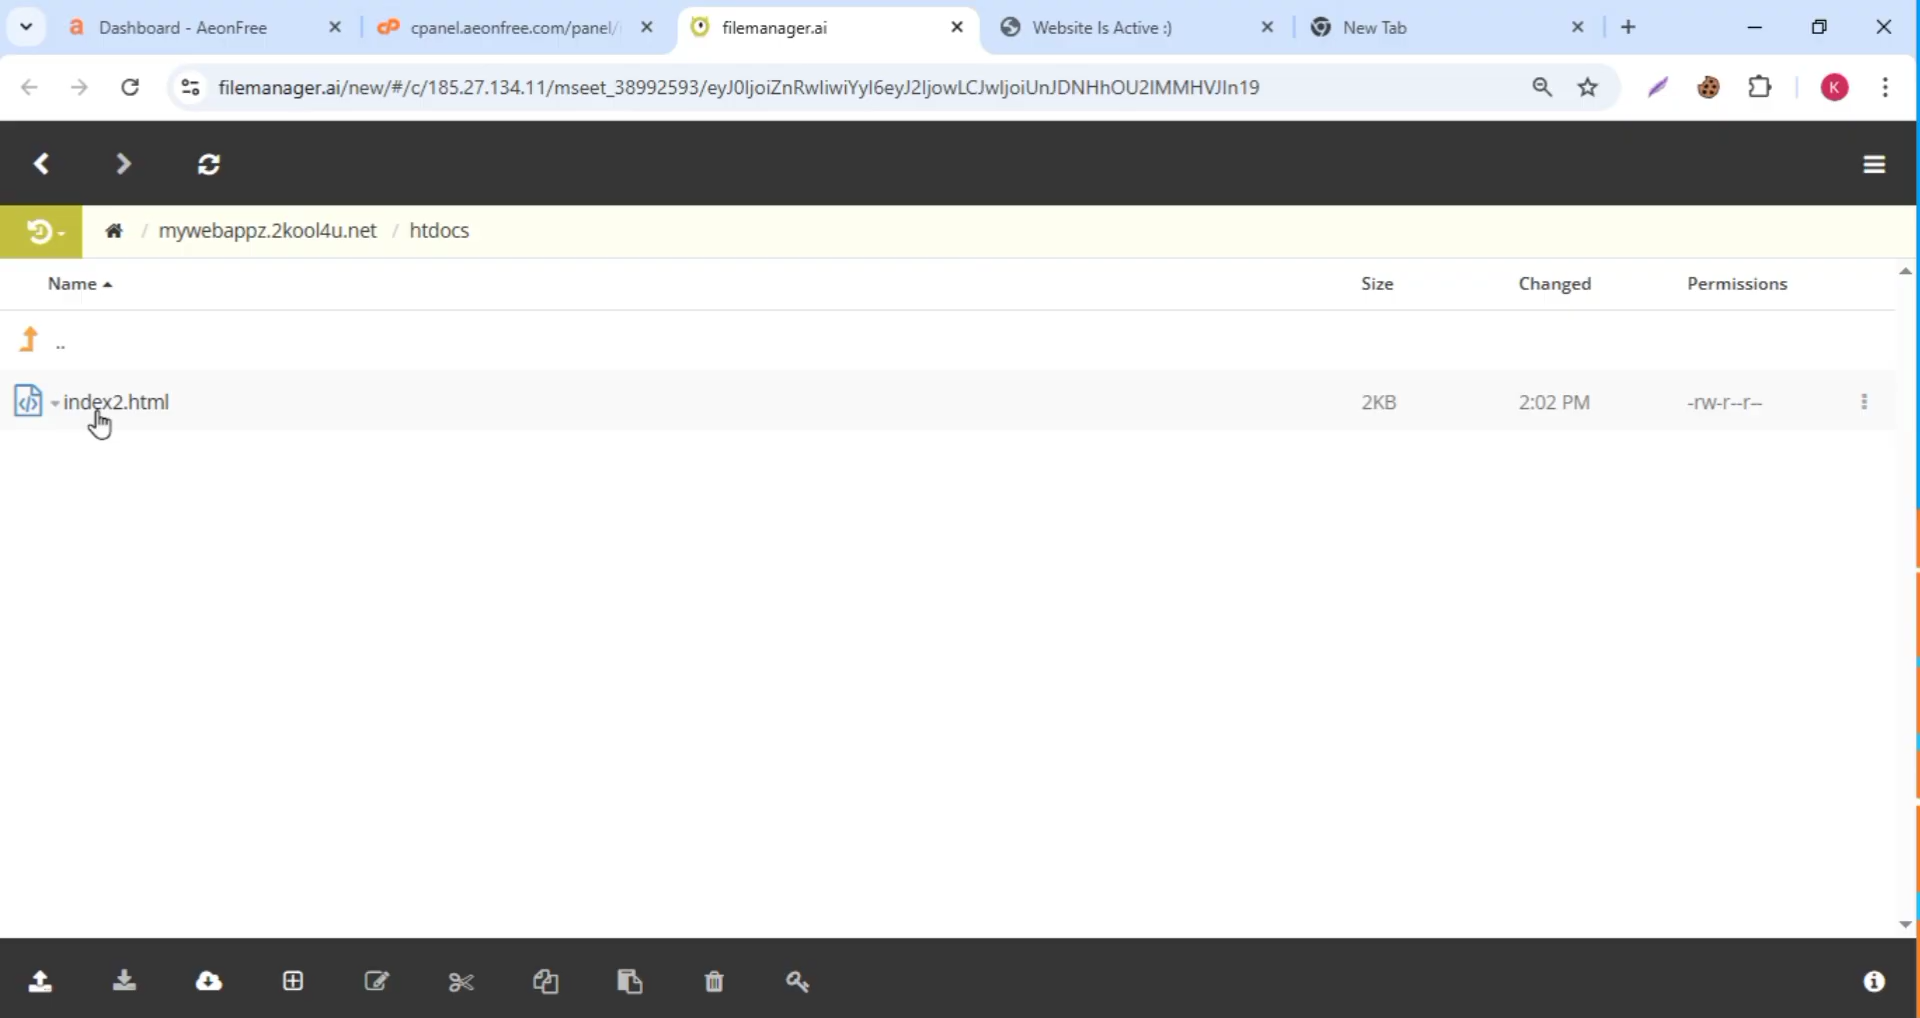 Dashboard - AeonFree
cpanel.aeonfree.com/panel/
filemanager.ai
Website Is Active :)
New Tab
filemanager.ai/new/#/c/185.27.134.11/mseet_38992593/eyJ0IjoiZnRwIiwiYyI6eyJ2IjowLCJwIjoiUnJDNHhOU2lMMHVJIn19
K
mywebappz.2kool4u.net / htdocs
Name Size Changed Permissions
..
index2.html 2KB 2:02 PM -rw-r--r--